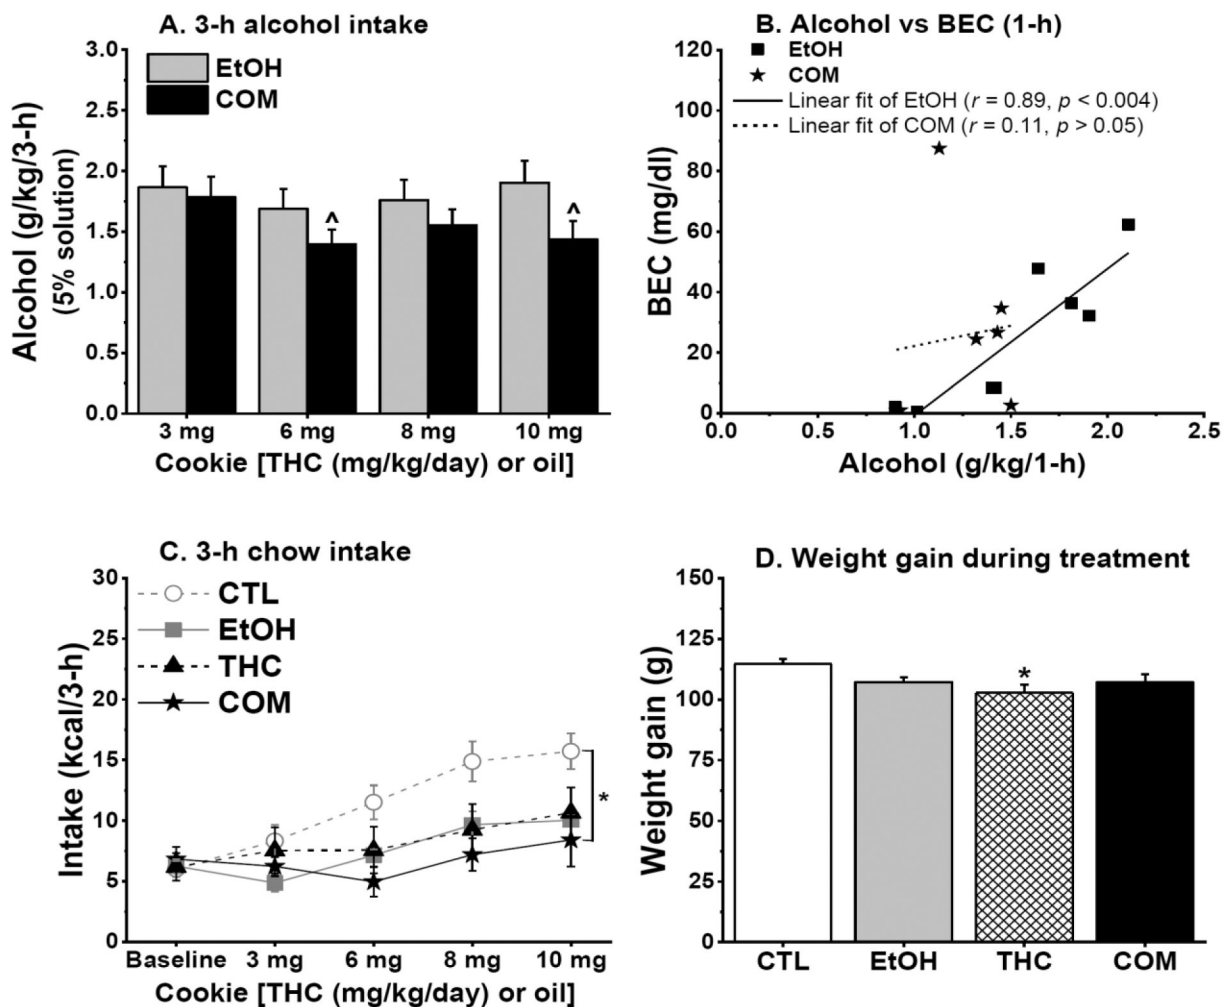 A. 3-h alcohol intake
3.0
2.5
2.0
1.5
1.0
0.5
0.0
Alcohol (g/kg/3-h)
(5% solution)
EtOH
COM
^
^
3 mg 6 mg 8 mg 10 mg
Cookie [THC (mg/kg/day) or oil]
B. Alcohol vs BEC (1-h)
EtOH
COM
Linear fit of EtOH (r = 0.89, p < 0.004)
Linear fit of COM (r = 0.11, p > 0.05)
120
100
80
60
40
20
0
BEC (mg/dl)
0.0 0.5 1.0 1.5 2.0 2.5
Alcohol (g/kg/1-h)
C. 3-h chow intake
30
25
20
15
10
5
0
Intake (kcal/3-h)
CTL
EtOH
THC
COM
*
Baseline 3 mg 6 mg 8 mg 10 mg
Cookie [THC (mg/kg/day) or oil]
D. Weight gain during treatment
150
125
100
75
50
25
0
Weight gain (g)
*
CTL EtOH THC COM